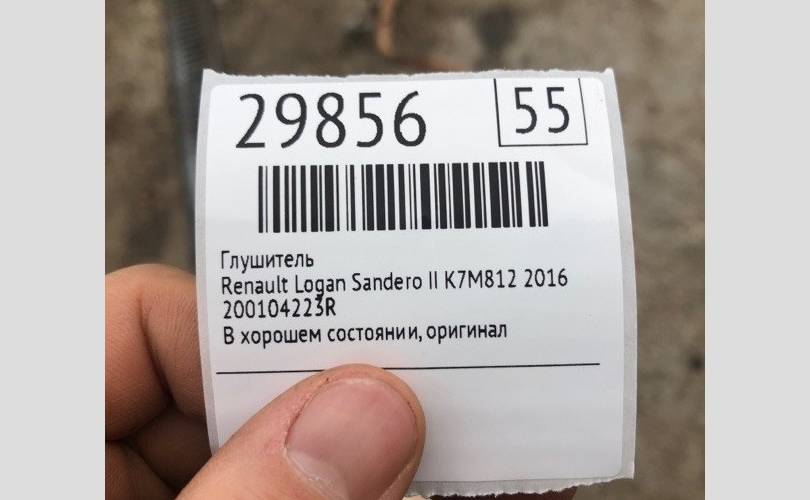 29856
55
Глушитель
Renault Logan Sandero II K7M812 2016
200104223R
В хорошем состоянии, оригинал